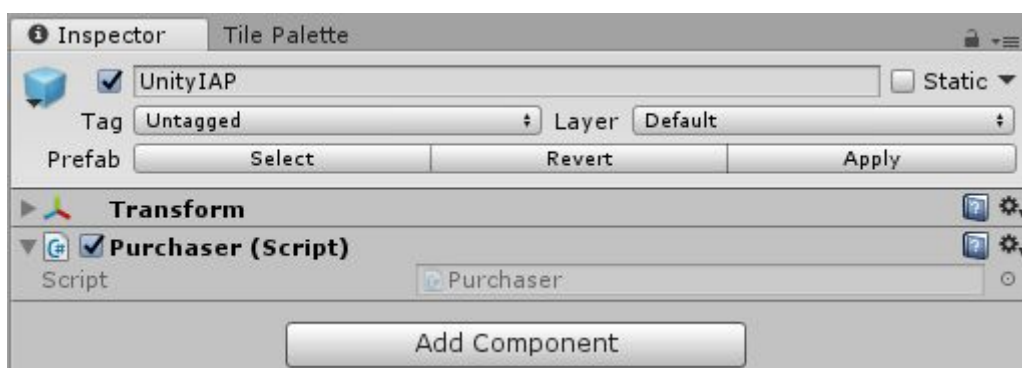 Inspector Tile Palette
UnityIAP Static
Tag Untagged Layer Default
Prefab Select Revert Apply
Transform
C# Purchaser (Script)
Script Purchaser
Add Component